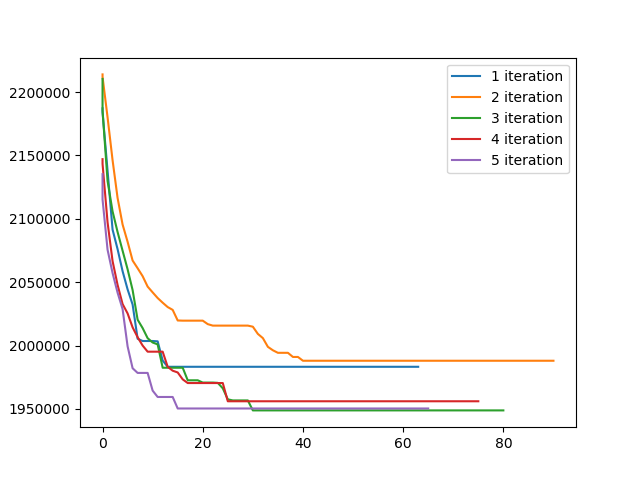 2200000
2150000
2100000
2050000
2000000
1950000
0 20 40 60 80
1 iteration
2 iteration
3 iteration
4 iteration
5 iteration